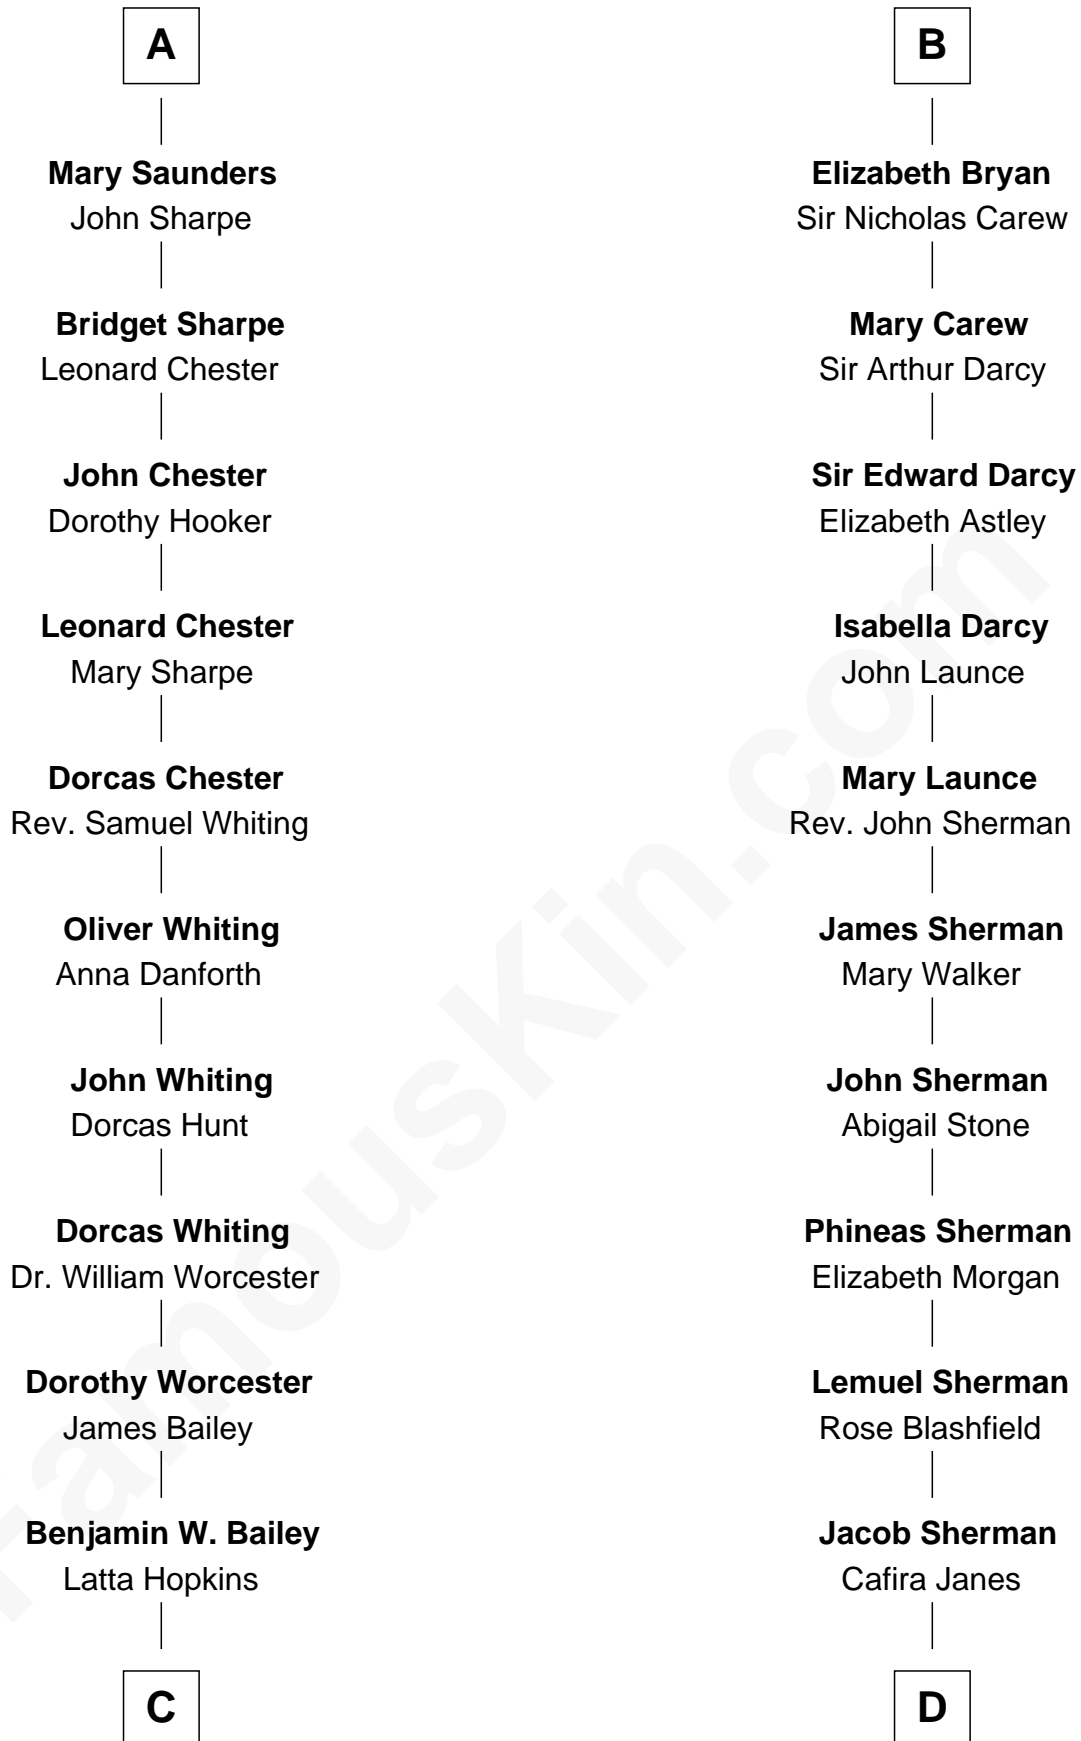 A
Mary Saunders
John Sharpe
Bridget Sharpe
Leonard Chester
John Chester
Dorothy Hooker
Leonard Chester
Mary Sharpe
Dorcas Chester
Rev. Samuel Whiting
Oliver Whiting
Anna Danforth
John Whiting
Dorcas Hunt
Dorcas Whiting
Dr. William Worcester
Dorothy Worcester
James Bailey
Benjamin W. Bailey
Latta Hopkins
C
B
Elizabeth Bryan
Sir Nicholas Carew
Mary Carew
Sir Arthur Darcy
Sir Edward Darcy
Elizabeth Astley
Isabella Darcy
John Launce
Mary Launce
Rev. John Sherman
James Sherman
Mary Walker
John Sherman
Abigail Stone
Phineas Sherman
Elizabeth Morgan
Lemuel Sherman
Rose Blashfield
Jacob Sherman
Cafira Janes
D
FamousKin.com